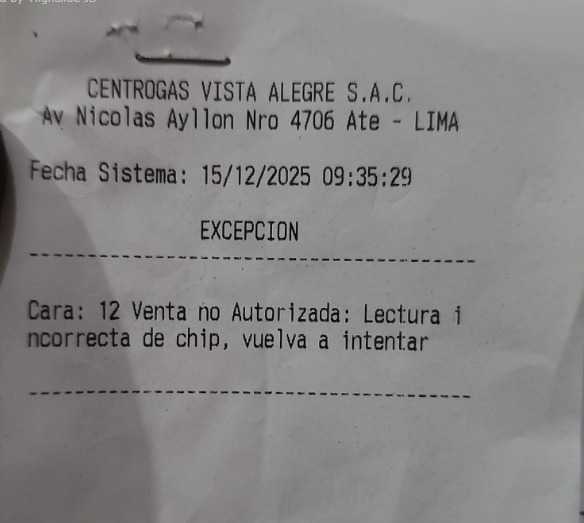 CENTROGAS VISTA ALEGRE S.A.C.
Av Nicolas Ayllon Nro 4706 Ate - LIMA
Fecha Sistema: 15/12/2025 09:35:29
EXCEPCION
--------------------------------------------------------
Cara: 12 Venta no Autorizada: Lectura i
ncorrecta de chip, vuelva a intentar
--------------------------------------------------------